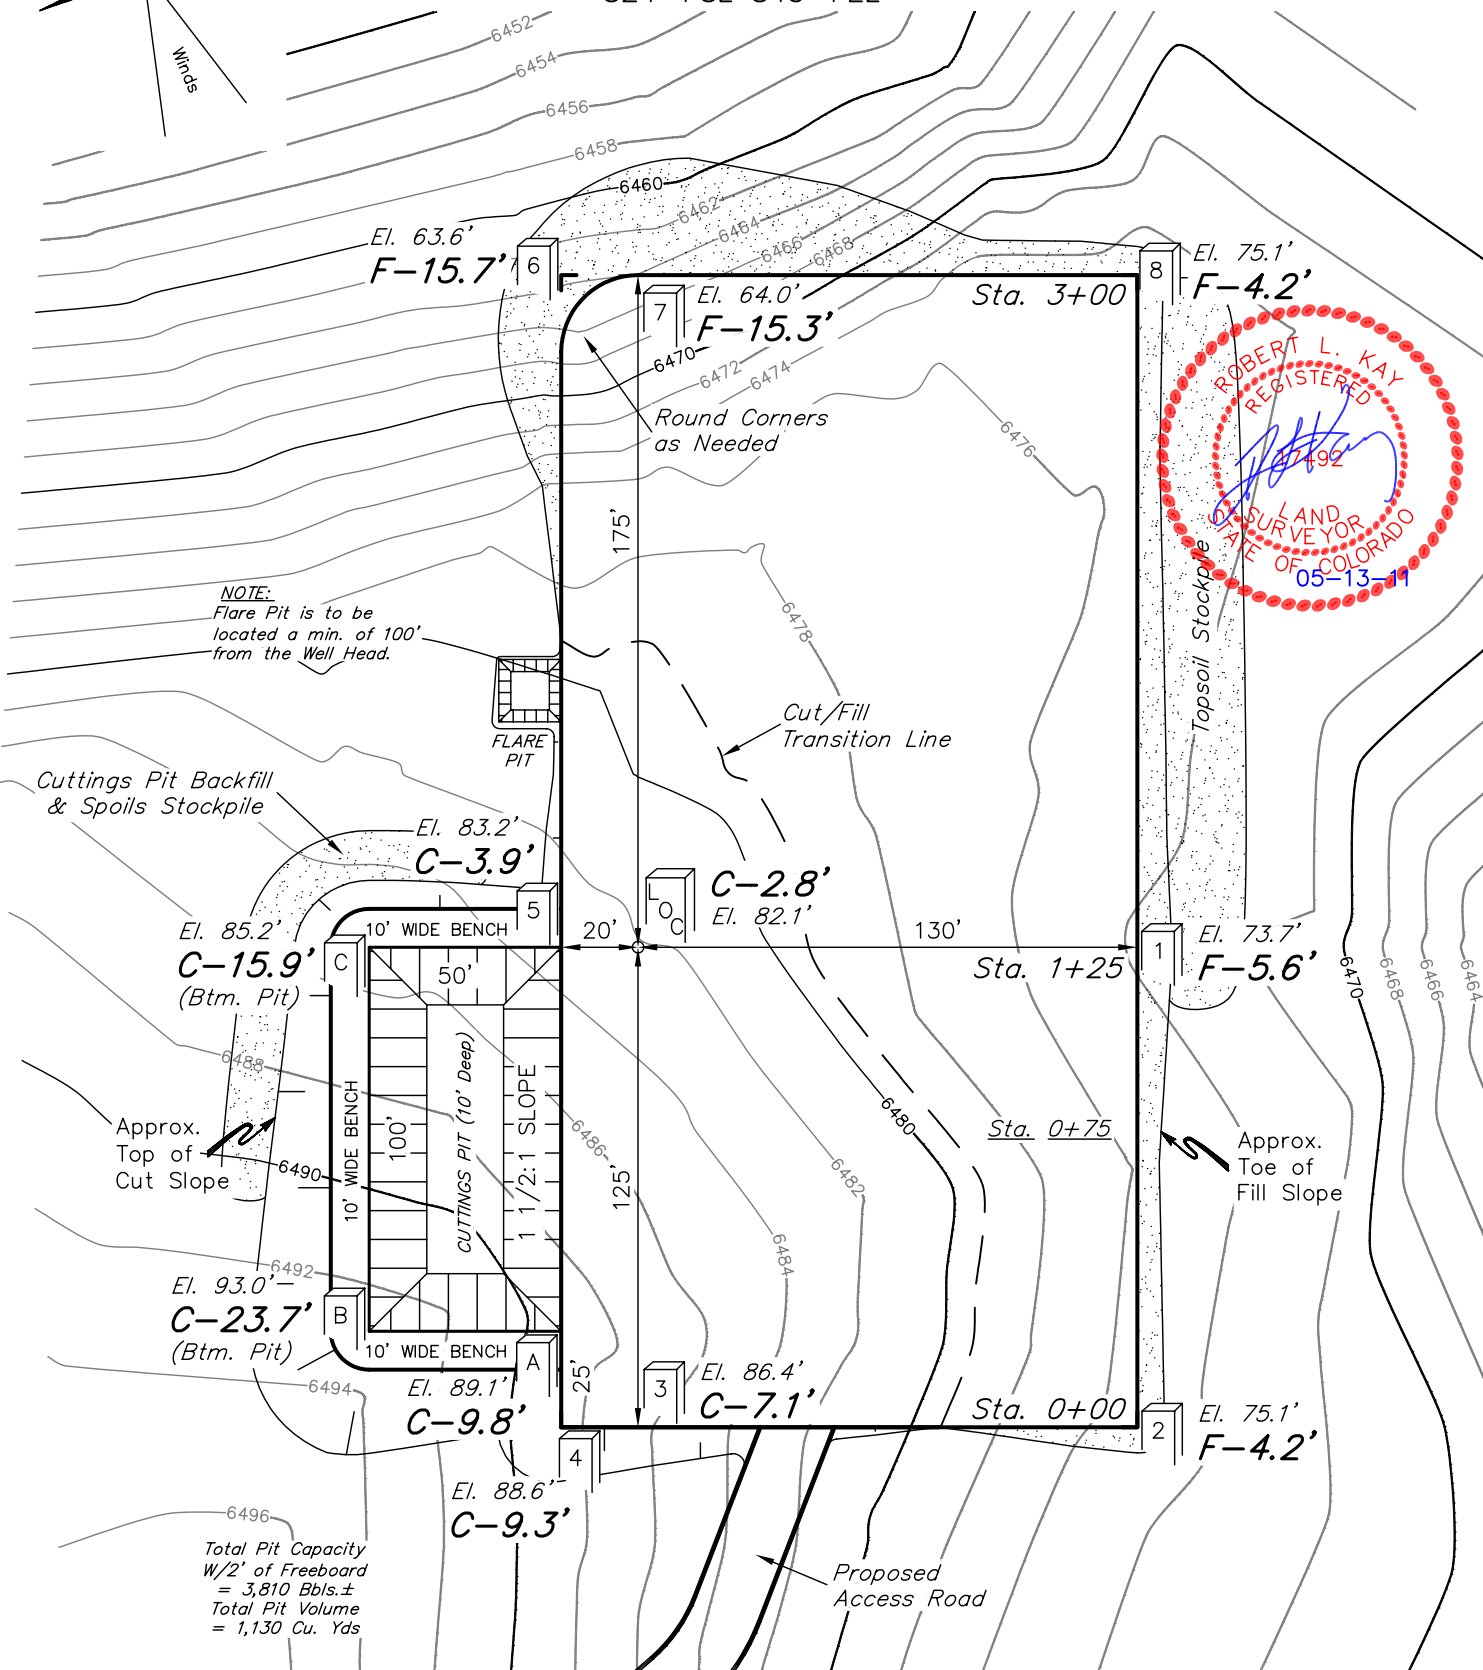 Winds
6452
6454
6456
6458
6460
6462
6464
6466
6468
El. 63.6'
F-15.7'
6
El. 75.1'
F-4.2'
8
Sta. 3+00
El. 64.0'
F-15.3'
7
6470
6472
6474
6476
Round Corners
as Needed
ROBERT L. KAY
REGISTERED
17492
LAND
SURVEYOR
STATE OF COLORADO
05-13-11
175'
Topsoil Stockpile
NOTE:
Flare Pit is to be
located a min. of 100'
from the Well Head.
6478
FLARE
PIT
Cut/Fill
Transition Line
Cuttings Pit Backfill
& Spoils Stockpile
El. 83.2'
C-3.9'
5
LOC
C-2.8'
El. 82.1'
El. 85.2'
C-15.9'
(Btm. Pit)
C
10' WIDE BENCH
20'
130'
Sta. 1+25
1
El. 73.7'
F-5.6'
6470
6468
6466
6464
50'
6488
10' WIDE BENCH
100'
CUTTINGS PIT (10' Deep)
1 1/2:1 SLOPE
6486
6480
6482
6484
Sta. 0+75
125'
Approx.
Top of
Cut Slope
6490
Approx.
Toe of
Fill Slope
6492
El. 93.0'
C-23.7'
(Btm. Pit)
B
10' WIDE BENCH
A
El. 89.1'
C-9.8'
25'
3
El. 86.4'
C-7.1'
Sta. 0+00
2
El. 75.1'
F-4.2'
6494
4
El. 88.6'
C-9.3'
6496
Total Pit Capacity
W/2' of Freeboard
= 3,810 Bbls.±
Total Pit Volume
= 1,130 Cu. Yds
Proposed
Access Road